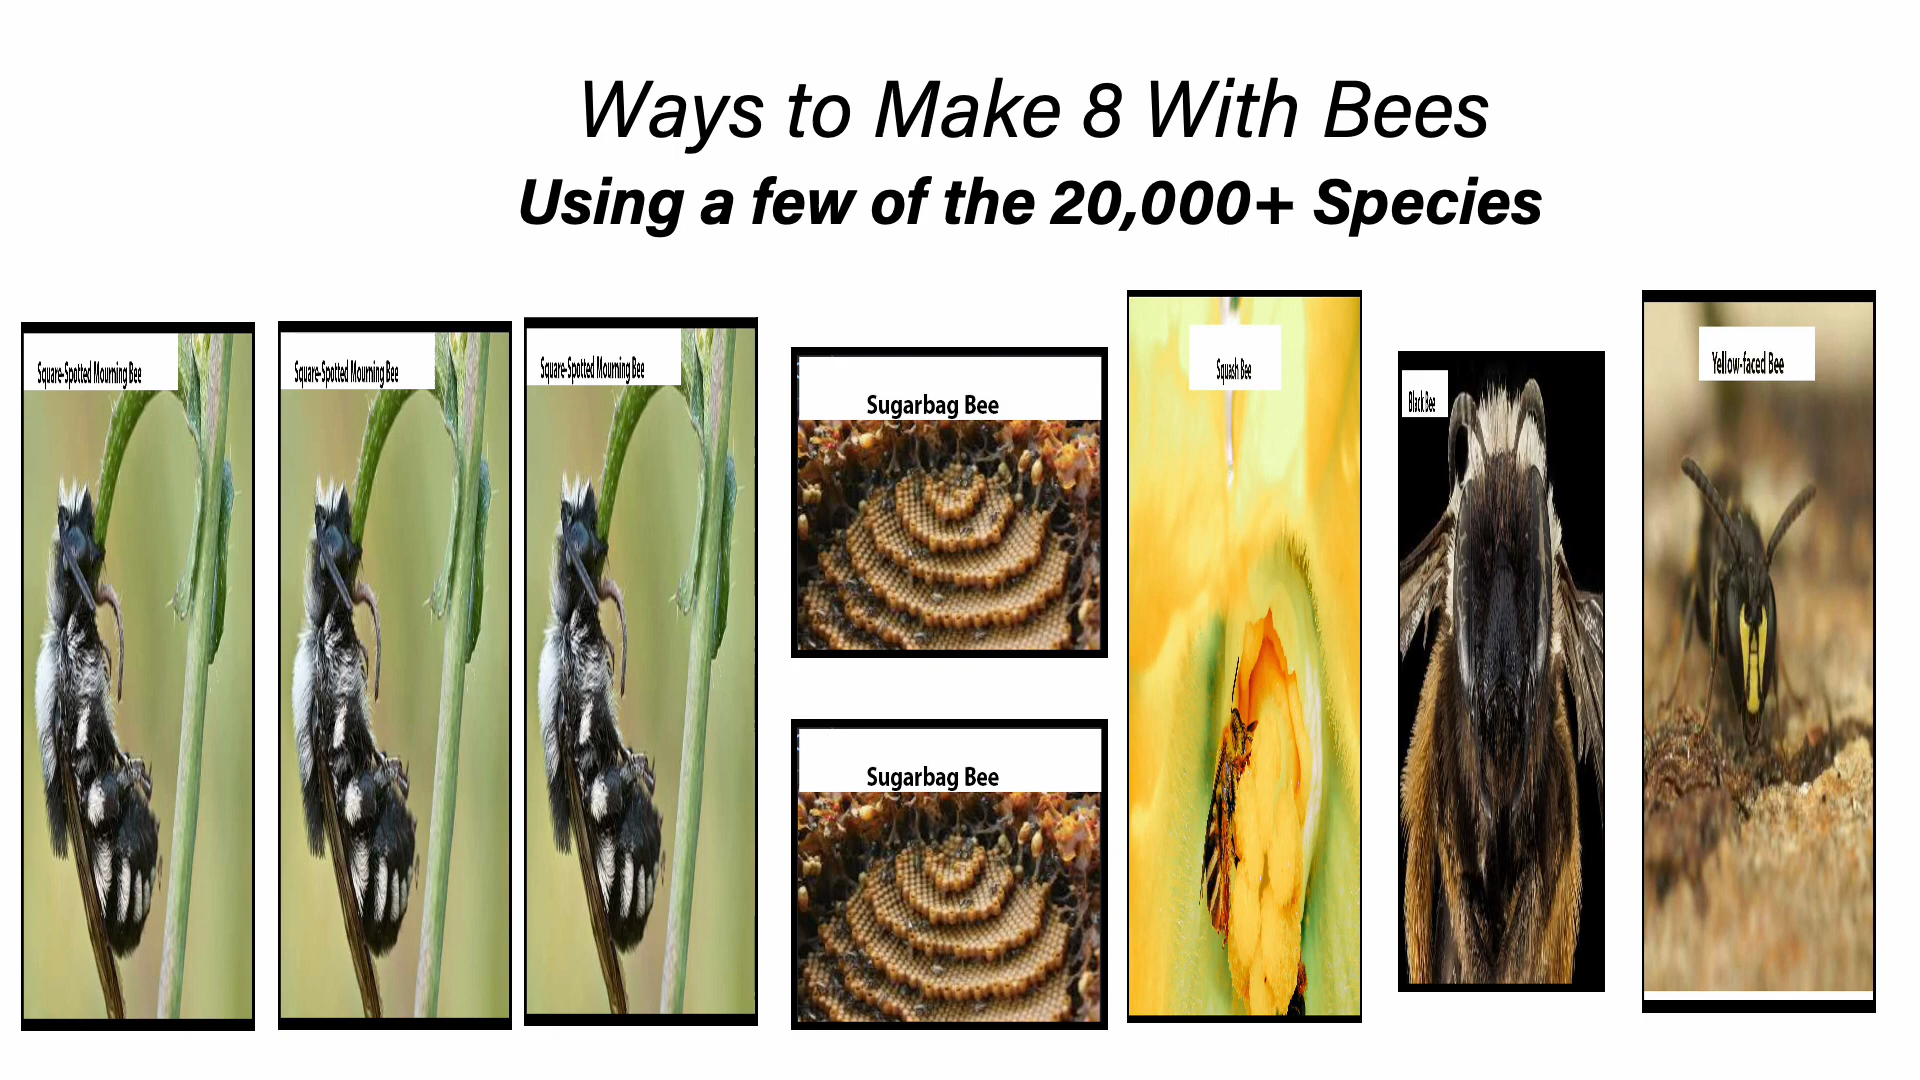 Ways to Make 8 With Bees
Using a few of the 20,000+ Species
Square-Spotted Mourning Bee
Square-Spotted Mourning Bee
Square-Spotted Mourning Bee
Sugarbag Bee
Sugarbag Bee
Squash Bee
Black Bee
Yellow-faced Bee